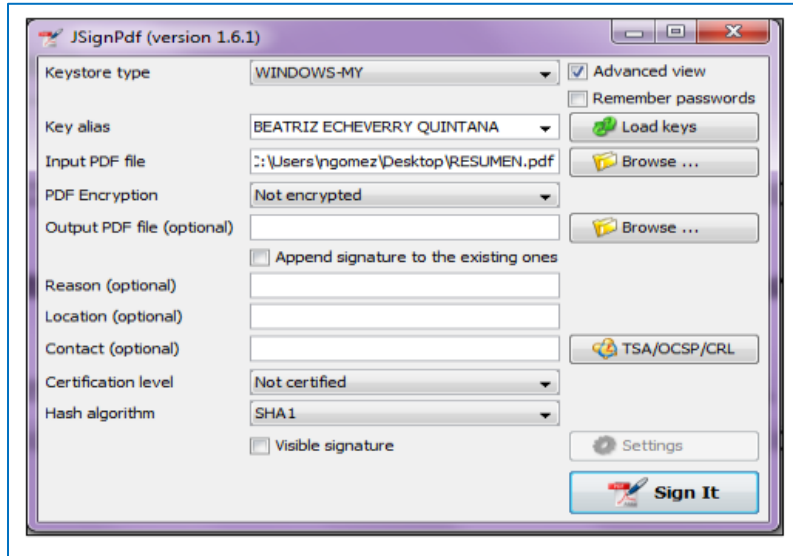 JSignPdf (version 1.6.1)
Keystore type WINDOWS-MY Advanced view
Remember passwords
Key alias BEATRIZ ECHEVERRY QUINTANA Load keys
Input PDF file :\Users\ngomez\Desktop\RESUMEN.pdf Browse ...
PDF Encryption Not encrypted
Output PDF file (optional) Browse ...
Append signature to the existing ones
Reason (optional)
Location (optional)
Contact (optional) TSA/OCSP/CRL
Certification level Not certified
Hash algorithm SHA1
Visible signature Settings
Sign It